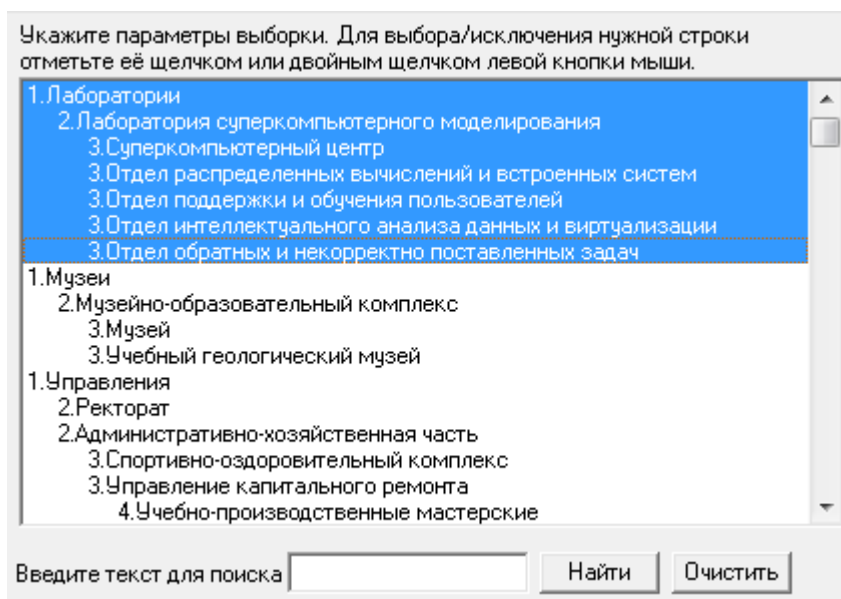 Укажите параметры выборки. Для выбора/исключения нужной строки
отметьте её щелчком или двойным щелчком левой кнопки мыши.
1.Лаборатории
2.Лаборатория суперкомпьютерного моделирования
3.Суперкомпьютерный центр
3.Отдел распределенных вычислений и встроенных систем
3.Отдел поддержки и обучения пользователей
3.Отдел интеллектуального анализа данных и виртуализации
3.Отдел обратных и некорректно поставленных задач
1.Музеи
2.Музейно-образовательный комплекс
3.Музей
3.Учебный геологический музей
1.Управления
2.Ректорат
2.Административно-хозяйственная часть
3.Спортивно-оздоровительный комплекс
3.Управление капитального ремонта
4.Учебно-производственные мастерские
Введите текст для поиска Найти Очистить